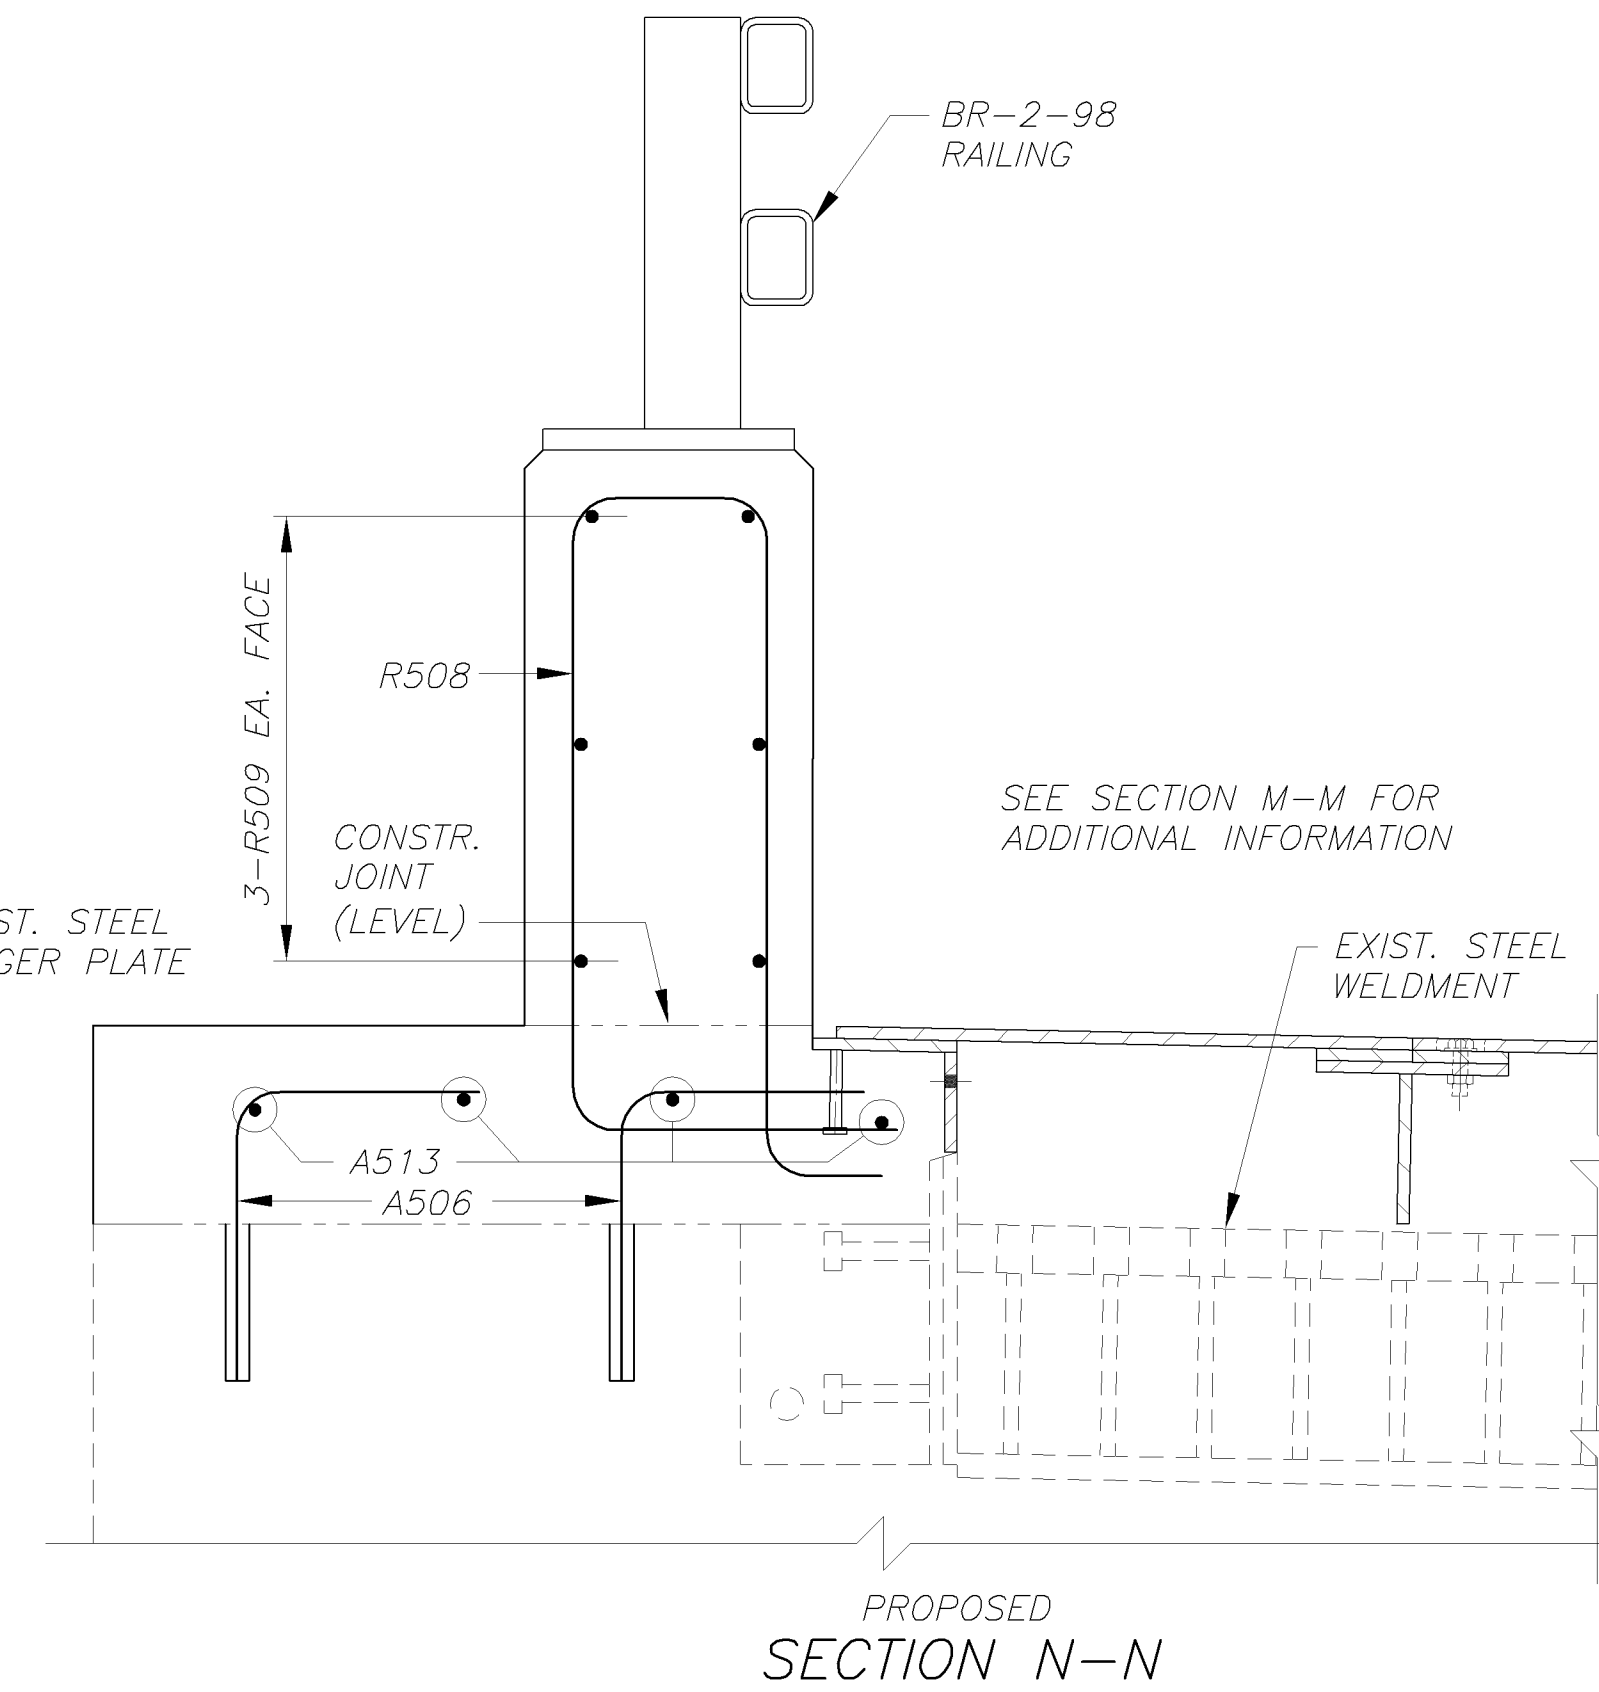 BR-2-98
RAILING
3-R509 EA. FACE
R508
SEE SECTION M-M FOR
ADDITIONAL INFORMATION
CONSTR.
JOINT
(LEVEL)
ST. STEEL
GER PLATE
EXIST. STEEL
WELDMENT
A513
A506
PROPOSED
SECTION N-N